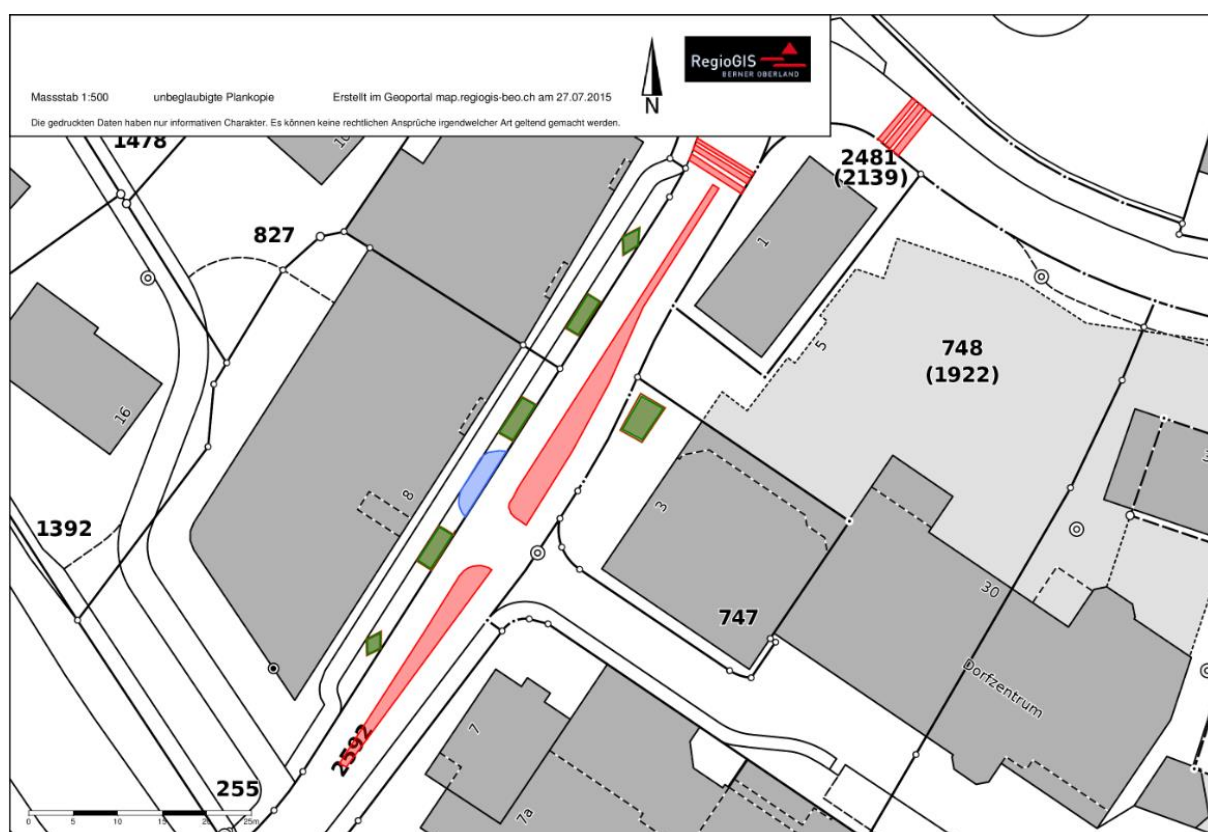 RegioGIS
BERNER OBERLAND
Massstab 1:500 unbeglaubigte Plankopie Erstellt im Geoportal map.regiogis-beo.ch am 27.07.2015
N
Die gedruckten Daten haben nur informativen Charakter. Es können keine rechtlichen Ansprüche irgendwelcher Art geltend gemacht werden.
1478
10
2481
(2139)
827
1
5
748
(1922)
16
8
3
1392
30
747
Dorfzentrum
7
2592
255
7a
0 5 10 15 20 25m